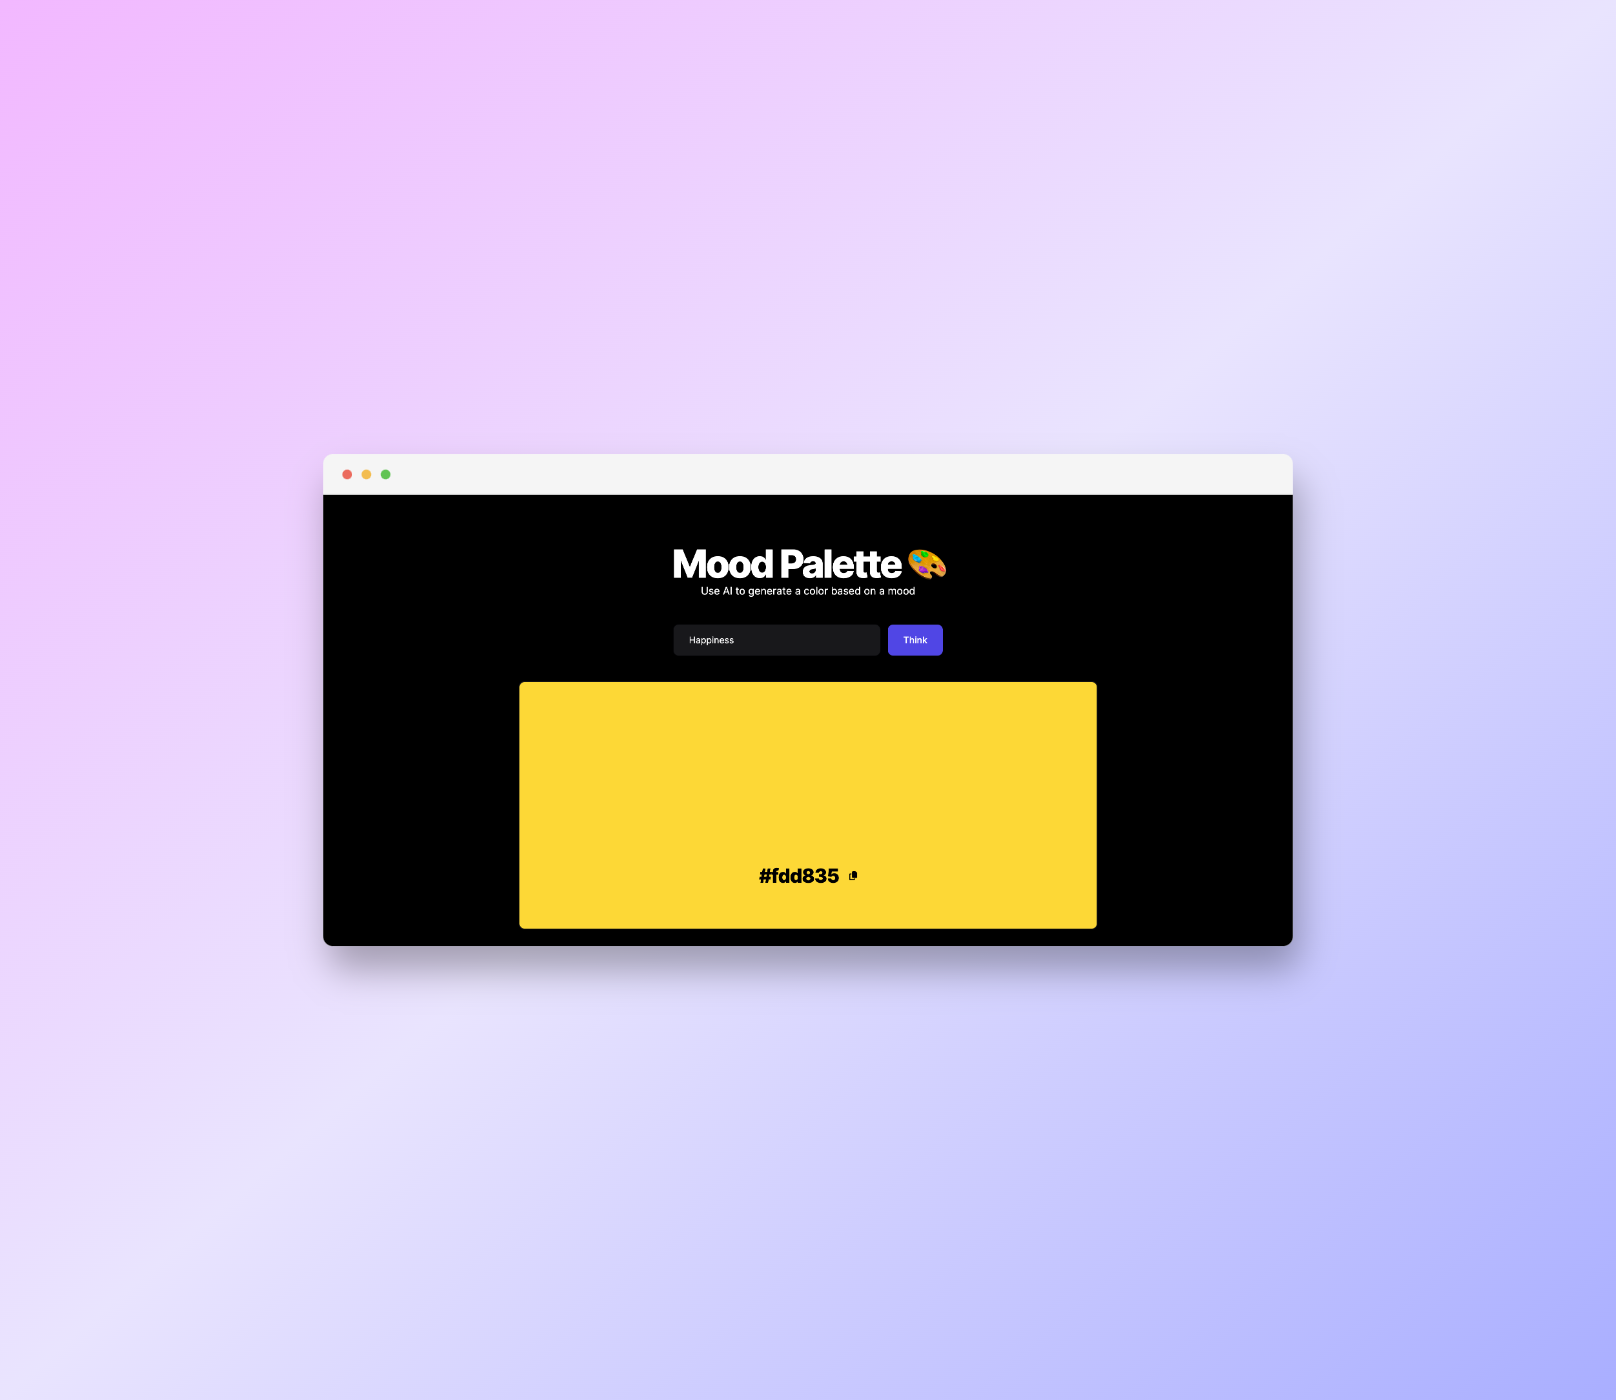 Mood Palette 🎨
Use AI to generate a color based on a mood
Happiness
Think
#fdd835